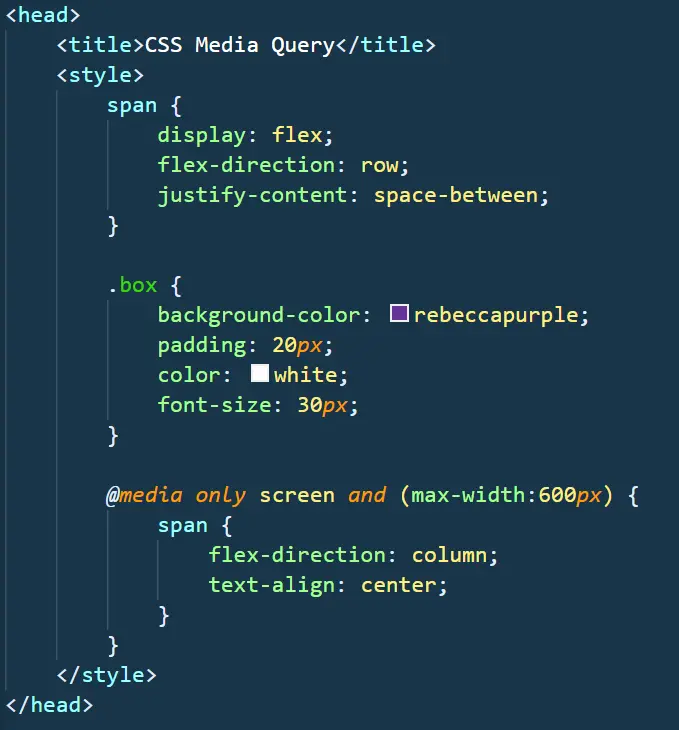 <head>
    <title>CSS Media Query</title>
    <style>
        span {
            display: flex;
            flex-direction: row;
            justify-content: space-between;
        }

        .box {
            background-color: rebeccapurple;
            padding: 20px;
            color: white;
            font-size: 30px;
        }

        @media only screen and (max-width:600px) {
            span {
                flex-direction: column;
                text-align: center;
            }
        }
    </style>
</head>